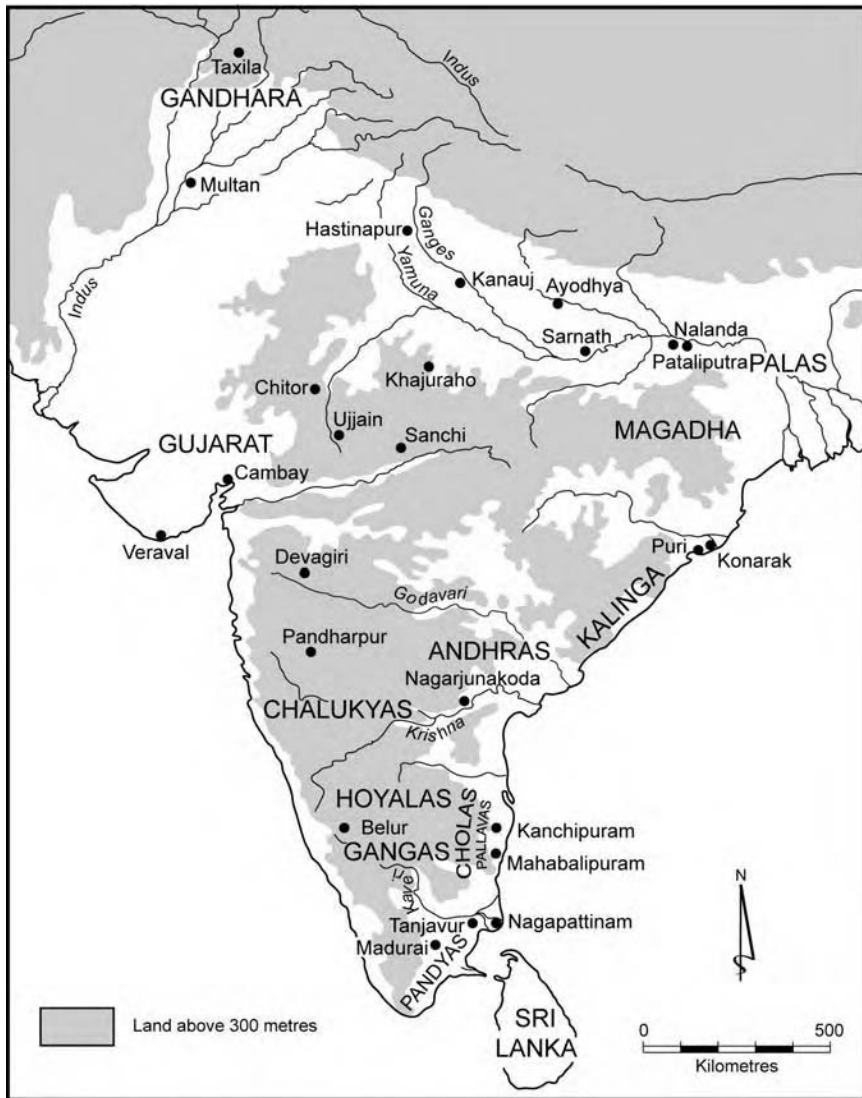 Taxila
GANDHARA
Indus
Multan
Hastinapur
Ganges
Yamuna
Kanauj
Ayodhya
Indus
Sarnath
Nalanda
Pataliputra
PALAS
Khajuraho
Chitor
Ujjain
Sanchi
MAGADHA
GUJARAT
Cambay
Veraval
Puri
Konarak
Devagiri
Godavari
KALINGA
Pandharpur
ANDHRAS
Nagarjunakoda
CHALUKYAS
Krishna
HOYALAS
CHOLAS
PALLAVAS
Belur
Kanchipuram
GANGAS
Mahabalipuram
Kaveri
Tanjavur
Nagapattinam
Madurai
PANDYAS
N
SRI
LANKA
Land above 300 metres
0 500
Kilometres